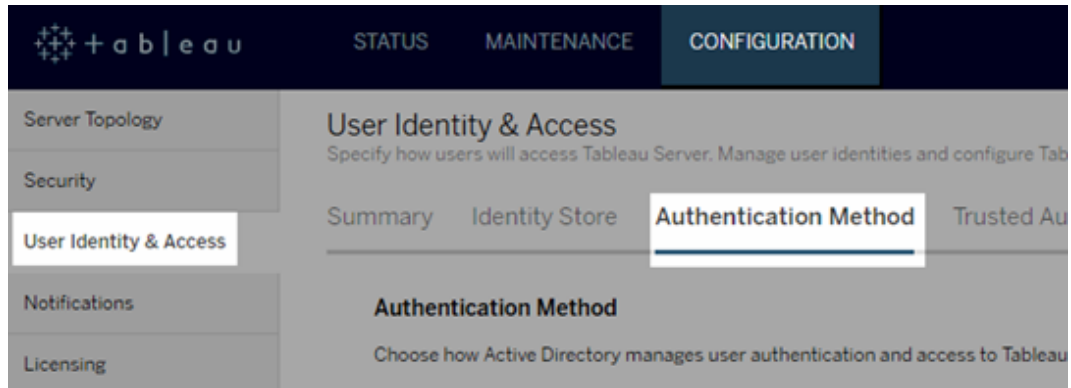 + a b | e a u
STATUS
MAINTENANCE
CONFIGURATION
Server Topology
Security
User Identity & Access
Notifications
Licensing
User Identity & Access
Specify how users will access Tableau Server. Manage user identities and configure Tab
Summary
Identity Store
Authentication Method
Trusted Au
Authentication Method
Choose how Active Directory manages user authentication and access to Tableau